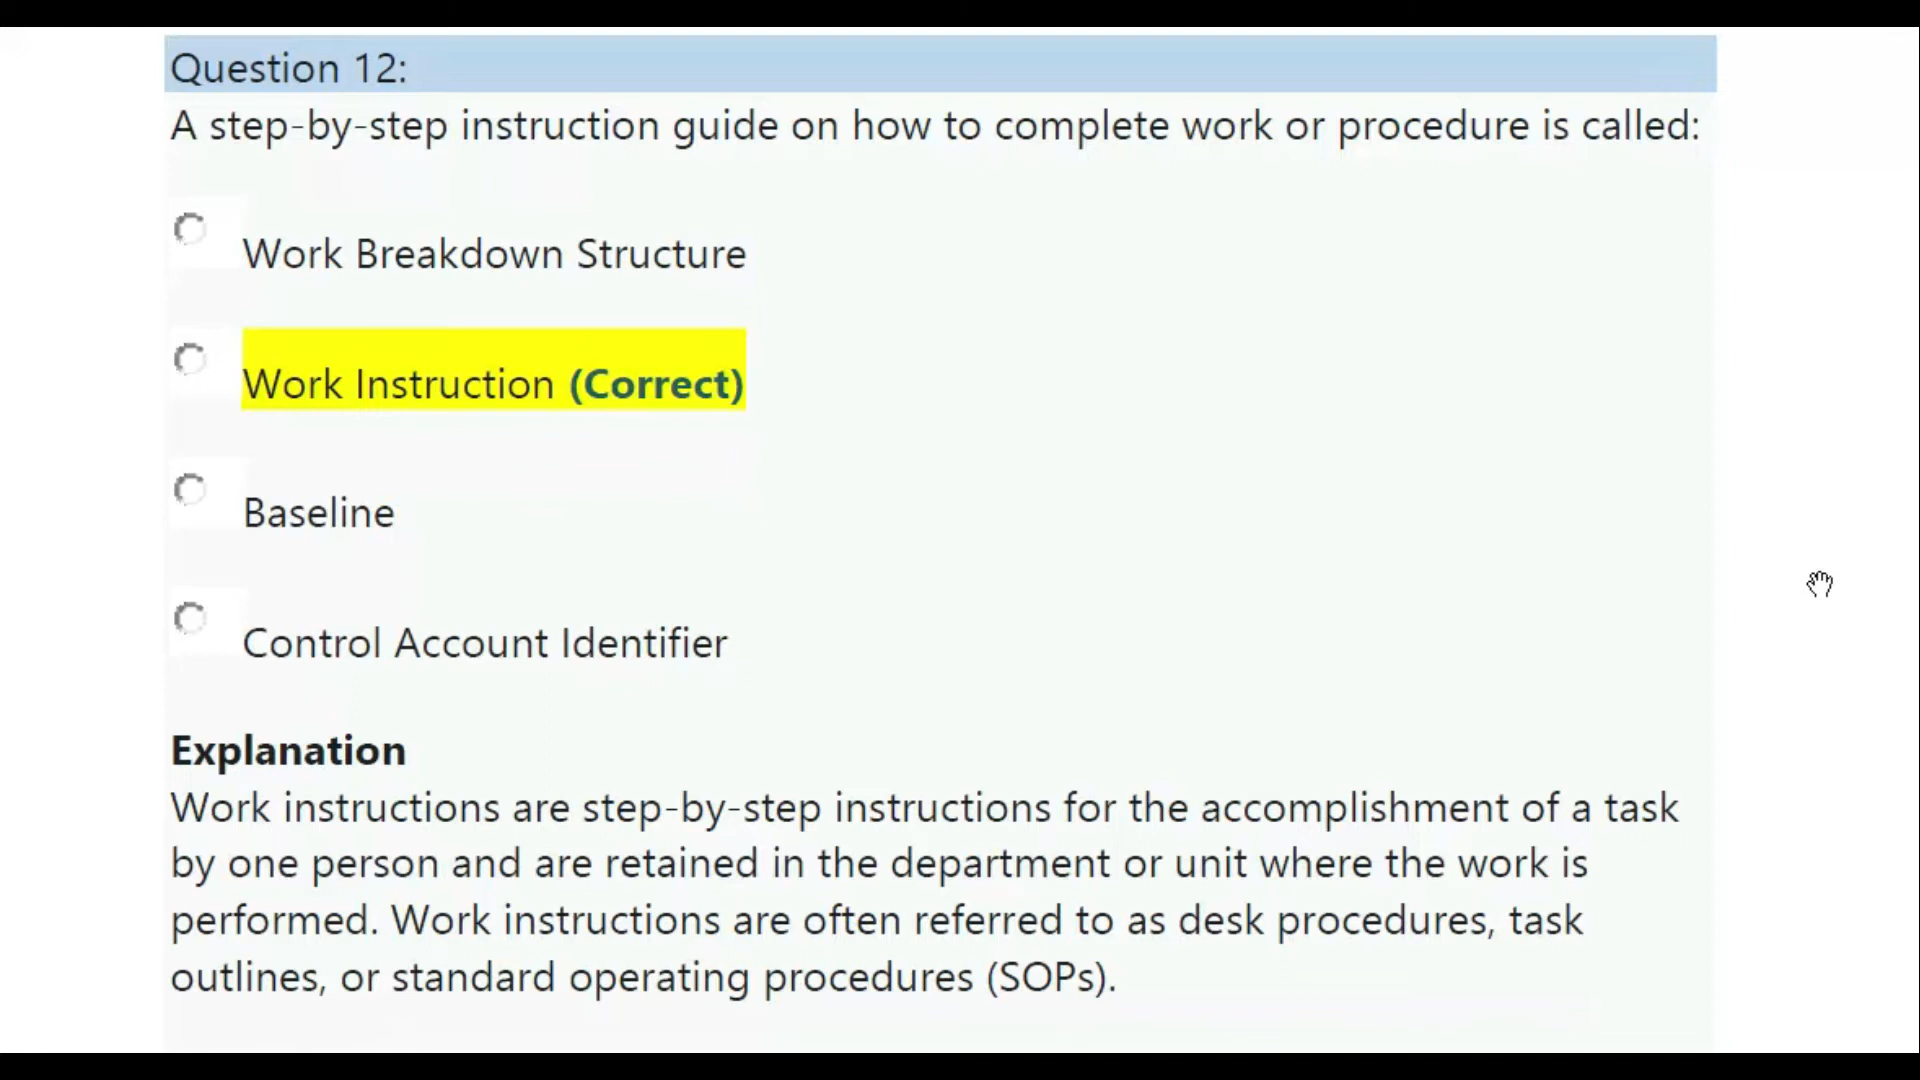 Question 12:
A step-by-step instruction guide on how to complete work or procedure is called:
Work Breakdown Structure
Work Instruction (Correct)
Baseline
Control Account Identifier
Explanation
Work instructions are step-by-step instructions for the accomplishment of a task
by one person and are retained in the department or unit where the work is
performed. Work instructions are often referred to as desk procedures, task
outlines, or standard operating procedures (SOPs).